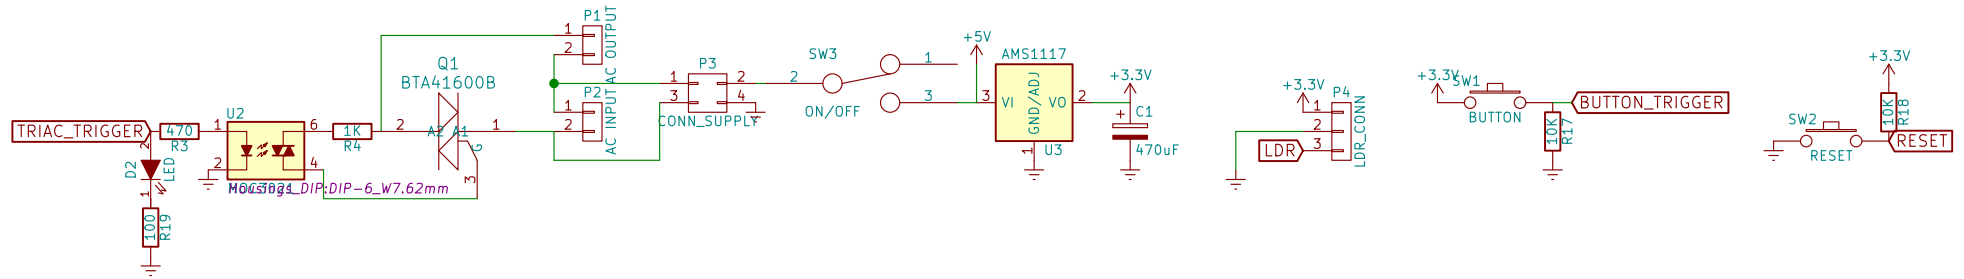 TRIAC_TRIGGER
470
R3
D2
LED
2
1
100
R19
U2
1
2
6
4
MOC3021
Housings_DIP:DIP-6_W7.62mm
1K
R4
Q1
BTA41600B
2
A2
A1
1
G
3
P1
1
2
AC OUTPUT
P2
1
2
AC INPUT
P3
1
2
3
4
CONN_SUPPLY
SW3
2
1
3
ON/OFF
+5V
AMS1117
3
VI
VO
2
GND/ADJ
1
U3
+3.3V
C1
+
470uF
+3.3V
P4
1
2
3
LDR_CONN
LDR
+3.3V
SW1
BUTTON
BUTTON_TRIGGER
10K
R17
SW2
RESET
+3.3V
10K
R18
RESET